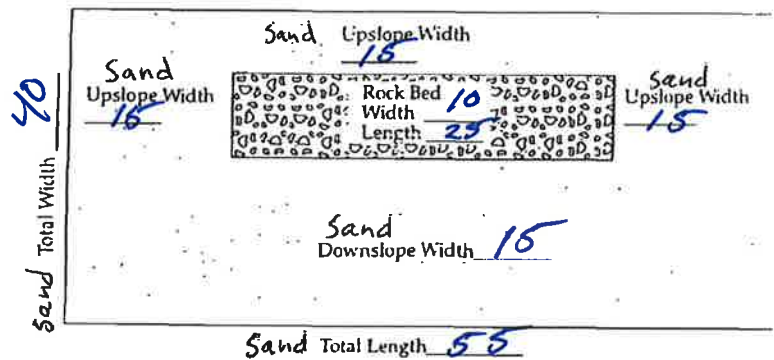 Sand Upslope Width
15
Sand
Upslope Width
15
Rock Bed
Width 10
Length 25
Sand
Upslope Width
15
Sand Total Width 40
Sand
Downslope Width 15
Sand Total Length 55